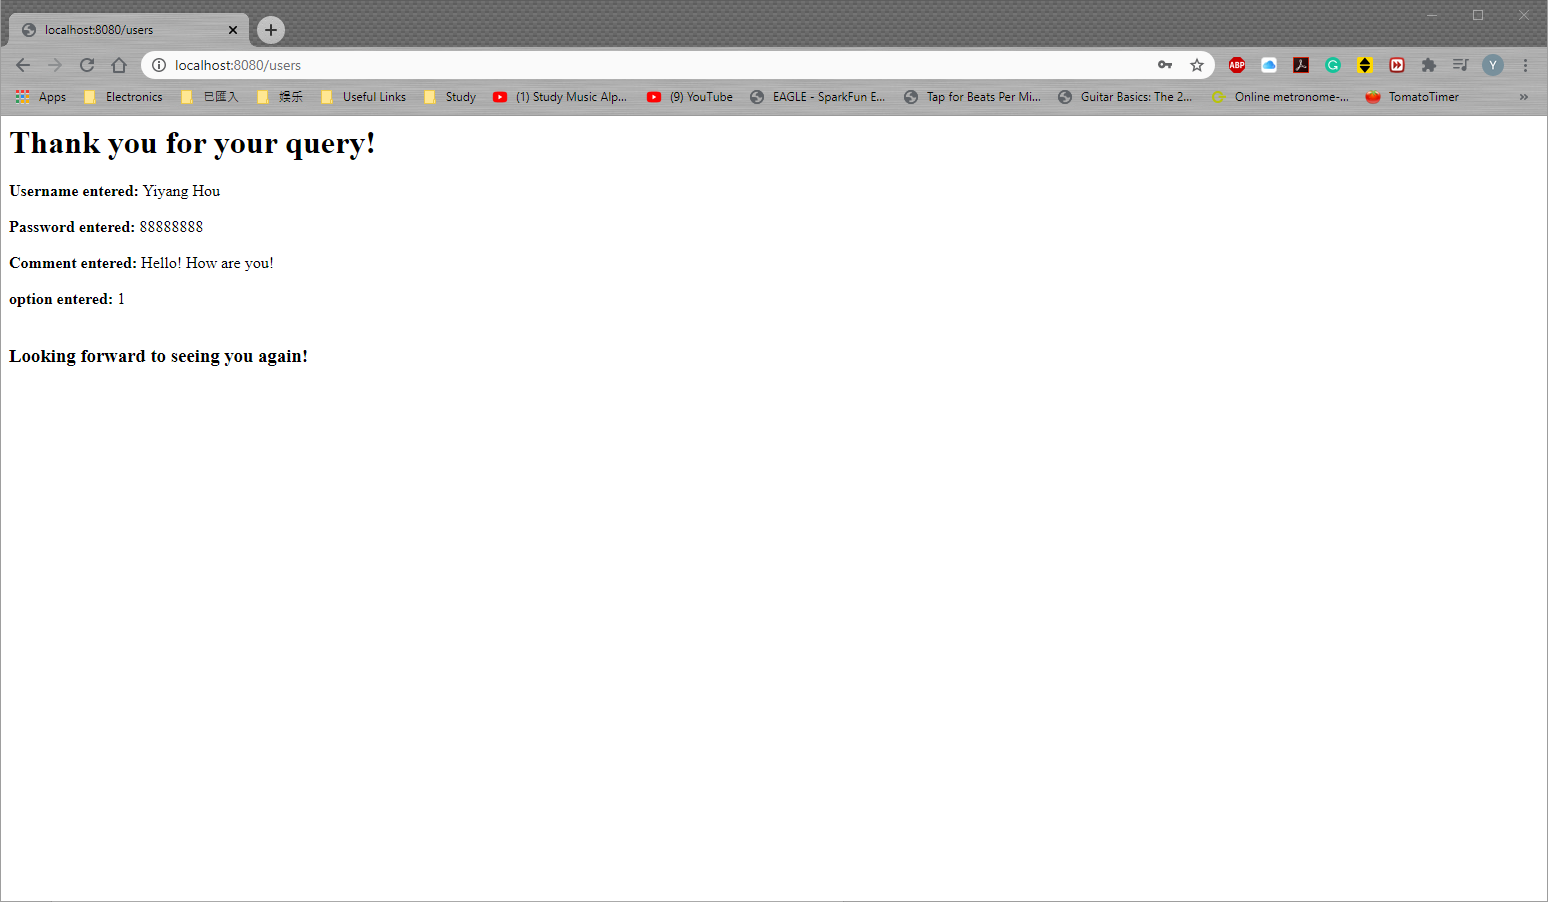 localhost:8080/users
localhost:8080/users
ABP
Y
Apps Electronics 已匯入 娱乐 Useful Links Study (1) Study Music Alp... (9) YouTube EAGLE - SparkFun E... Tap for Beats Per Mi... Guitar Basics: The 2... Online metronome-... TomatoTimer »
Thank you for your query!
Username entered: Yiyang Hou
Password entered: 88888888
Comment entered: Hello! How are you!
option entered: 1
Looking forward to seeing you again!